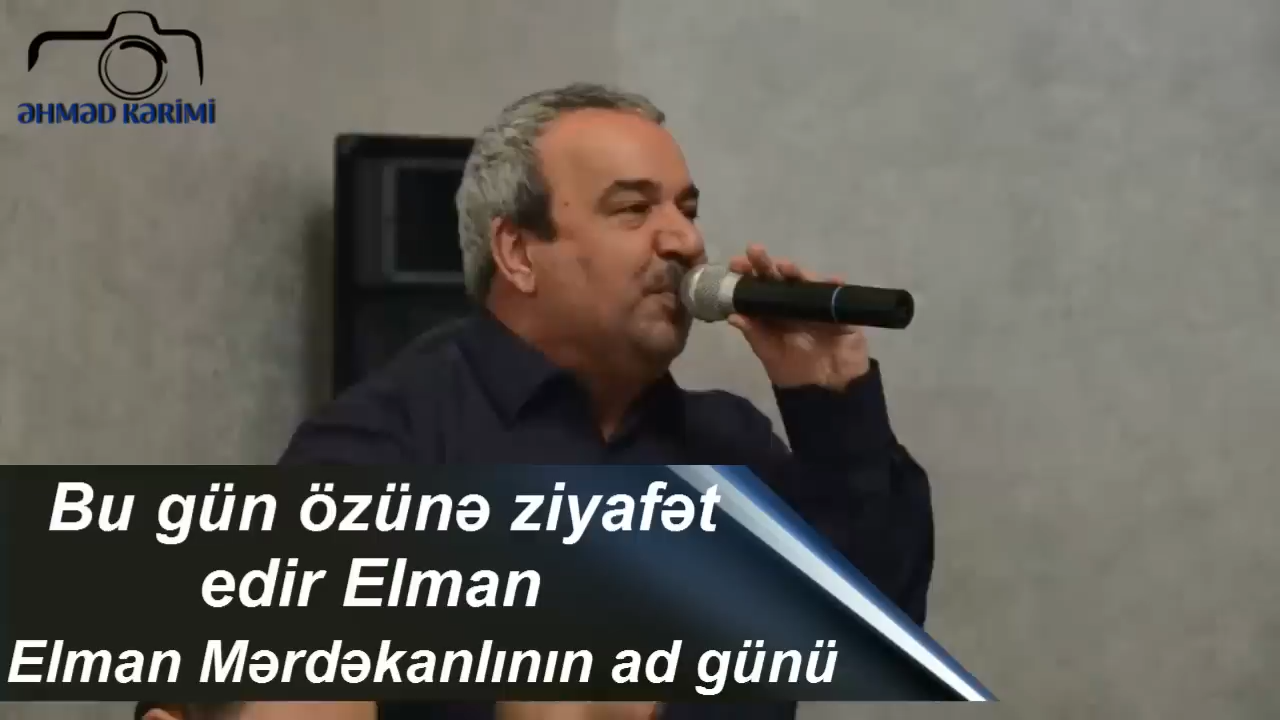 ƏHMƏD KƏRİMİ
Bu gün özünə ziyafət
edir Elman
Elman Mərdəkanlının ad günü